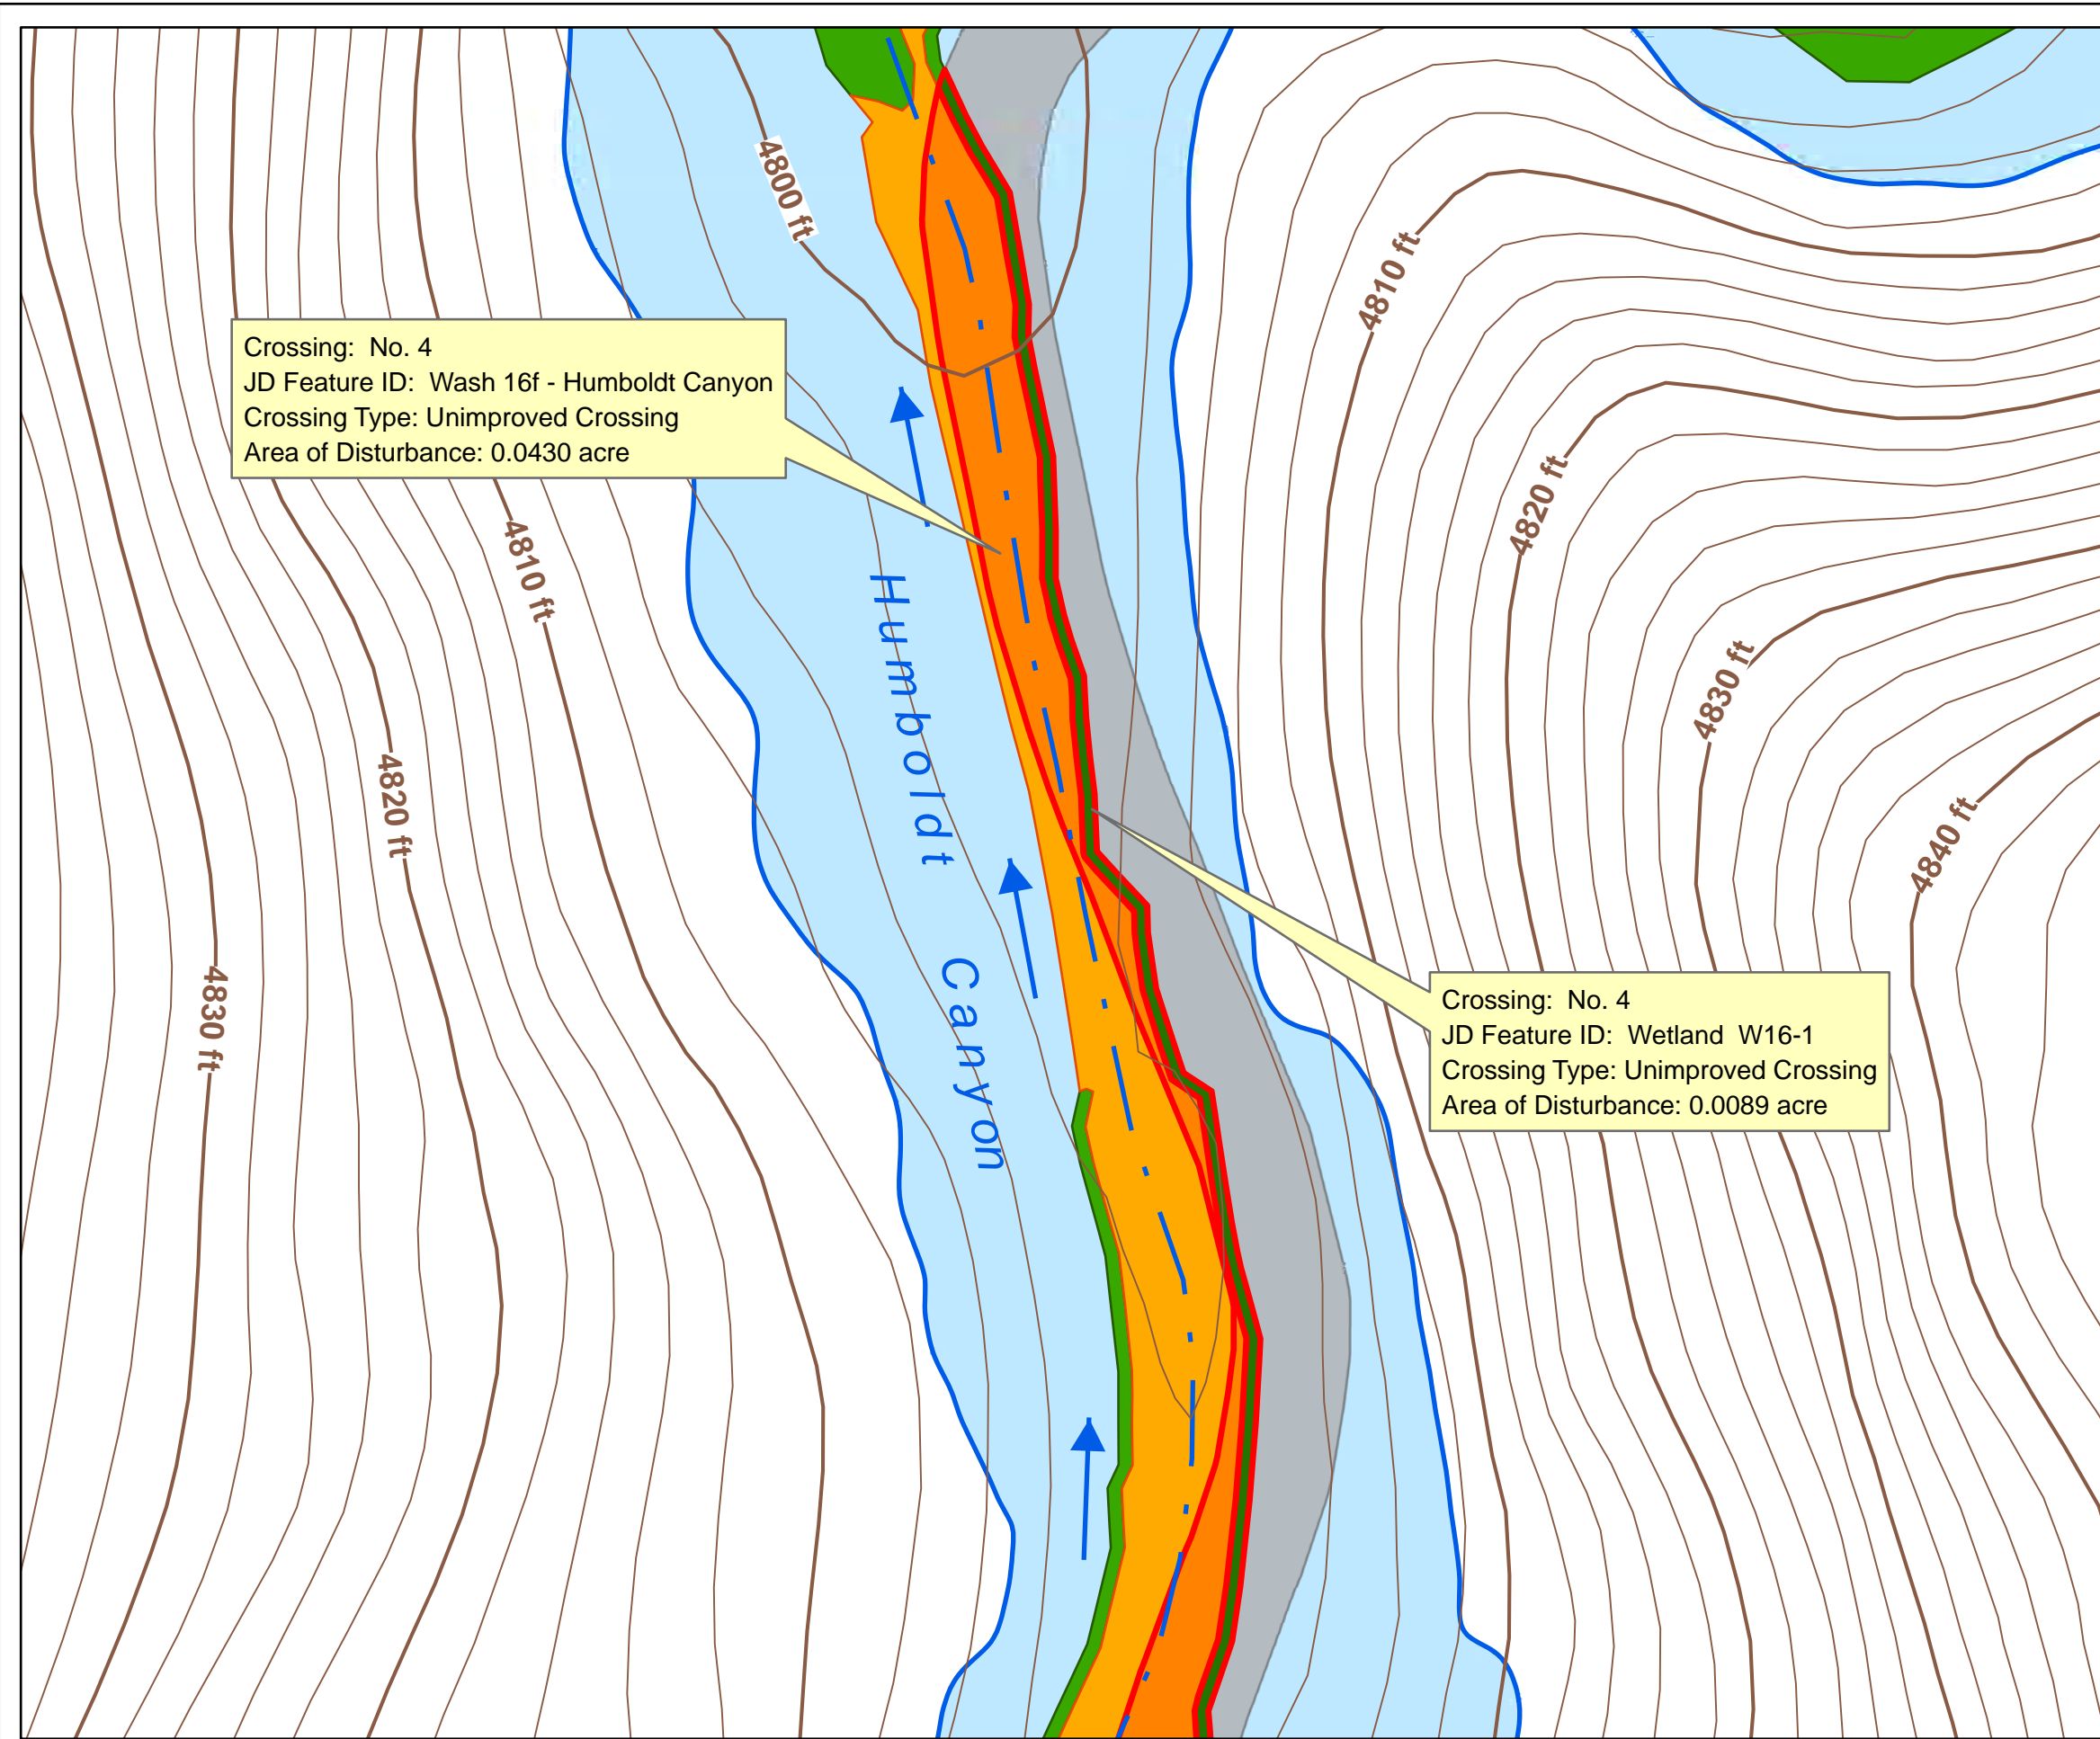 4800 ft
4810 ft
Crossing: No. 4
JD Feature ID: Wash 16f - Humboldt Canyon
Crossing Type: Unimproved Crossing
Area of Disturbance: 0.0430 acre
4820 ft
4810 ft
Humboldt Canyon
4830 ft
4820 ft
4840 ft
4830 ft
Crossing: No. 4
JD Feature ID: Wetland W16-1
Crossing Type: Unimproved Crossing
Area of Disturbance: 0.0089 acre